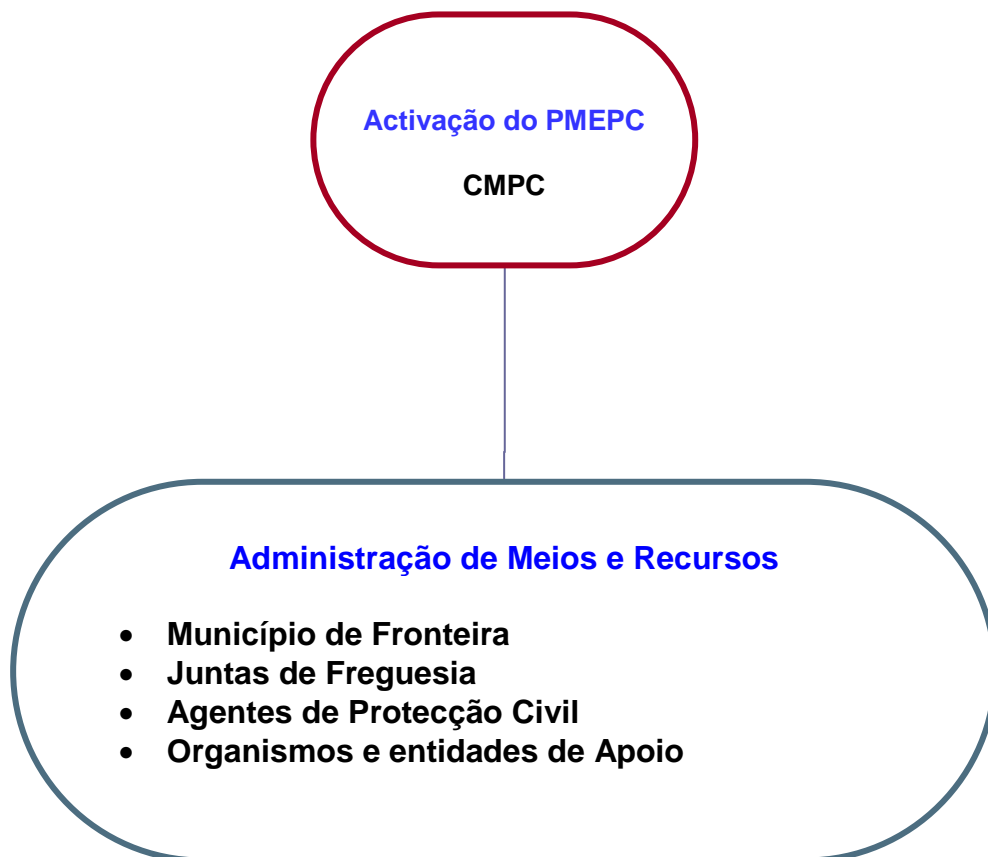 Activação do PMEPC
CMPC
Administração de Meios e Recursos
• Município de Fronteira
• Juntas de Freguesia
• Agentes de Protecção Civil
• Organismos e entidades de Apoio